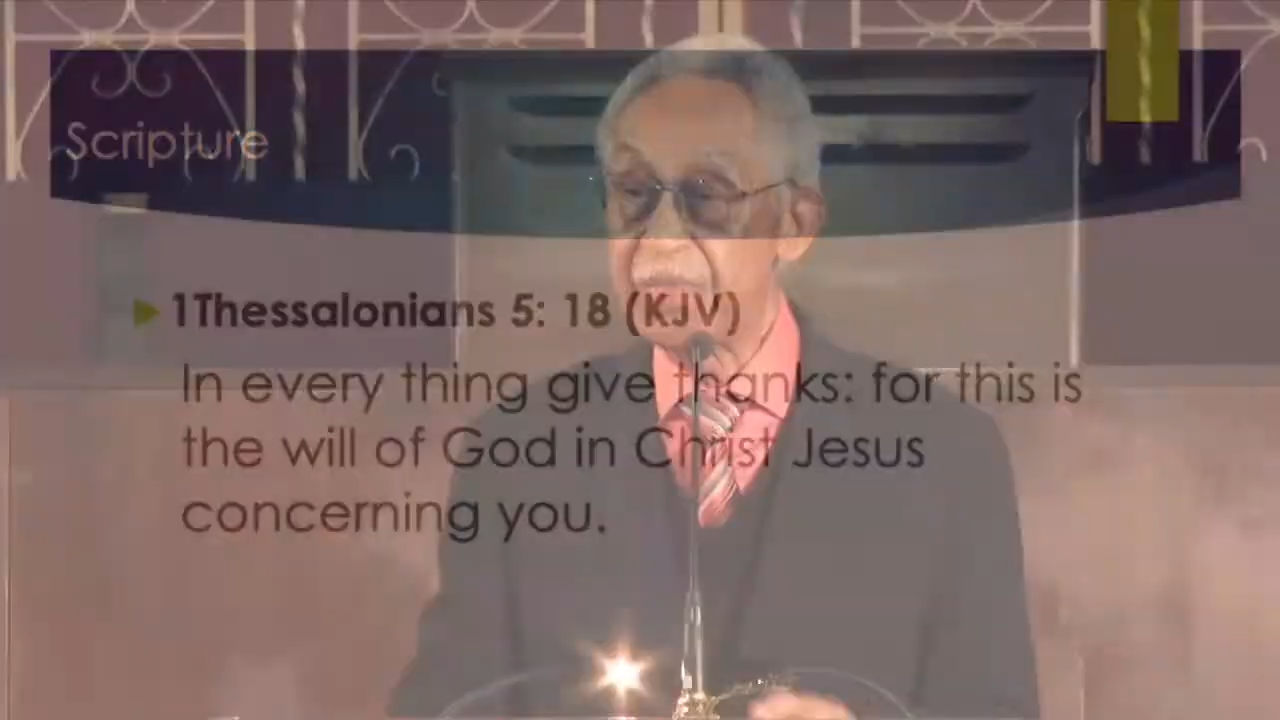 Scripture
1Thessalonians 5: 18 (KJV)
In every thing give thanks: for this is
the will of God in Christ Jesus
concerning you.